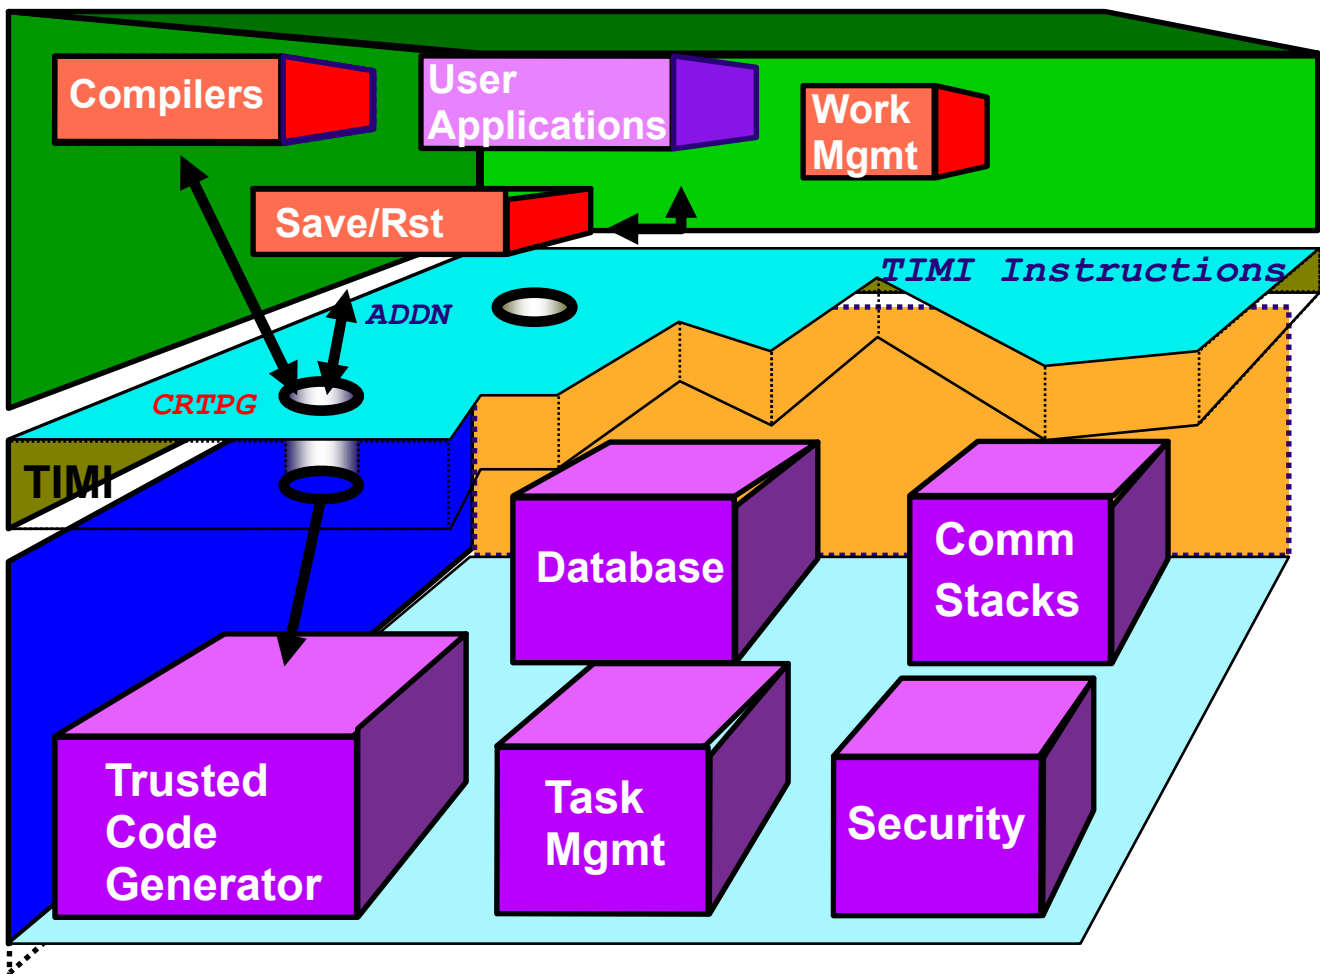 Compilers
User
Applications
Work
Mgmt
Save/Rst
TIMI Instructions
ADDN
CRTPG
TIMI
Database
Comm
Stacks
Trusted
Code
Generator
Task
Mgmt
Security